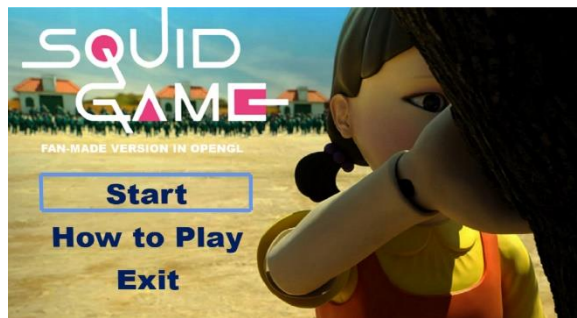 SQUID
GAME
FAN-MADE VERSION IN OPENGL
Start
How to Play
Exit